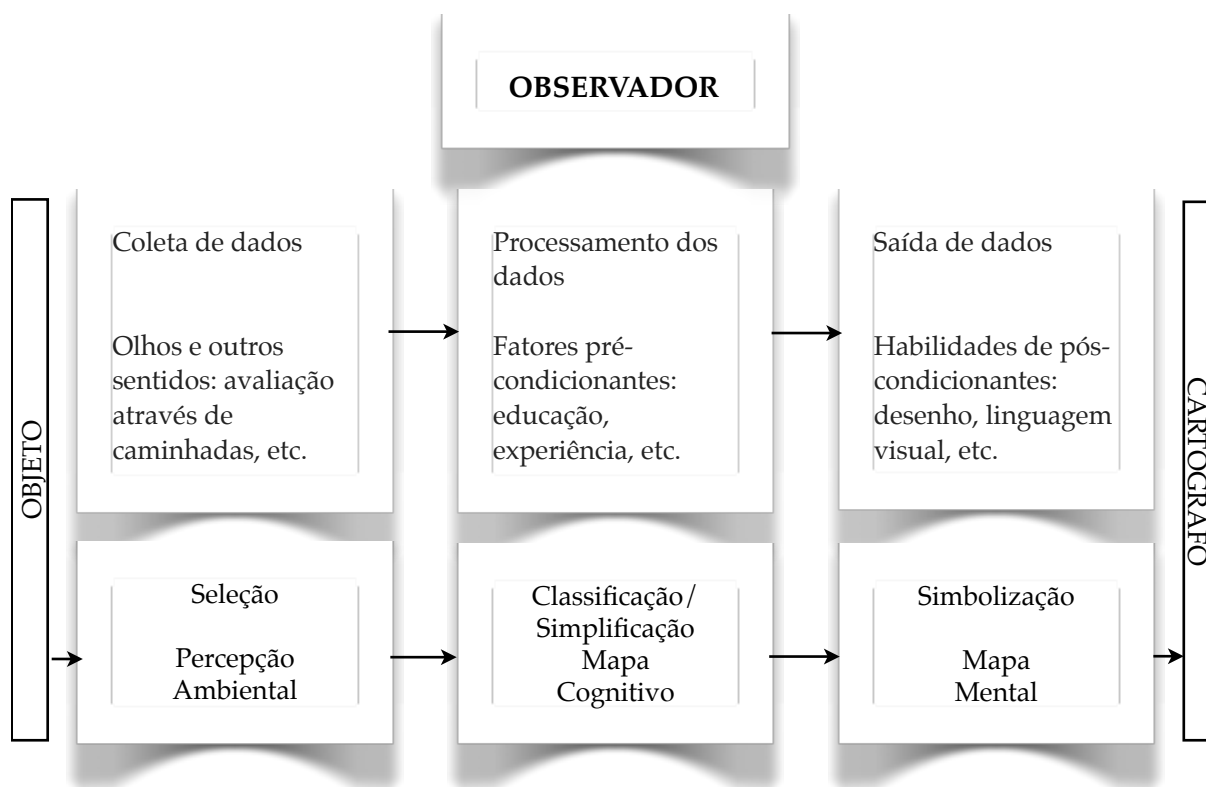 OBSERVADOR
OBJETO
Coleta de dados
Olhos e outros
sentidos: avaliação
através de
caminhadas, etc.
Processamento dos
dados
Fatores pré-
condicionantes:
educação,
experiência, etc.
Saída de dados
Habilidades de pós-
condicionantes:
desenho, linguagem
visual, etc.
Seleção
Percepção
Ambiental
Classificação/
Simplificação
Mapa
Cognitivo
Simbolização
Mapa
Mental
CARTOGRAFO